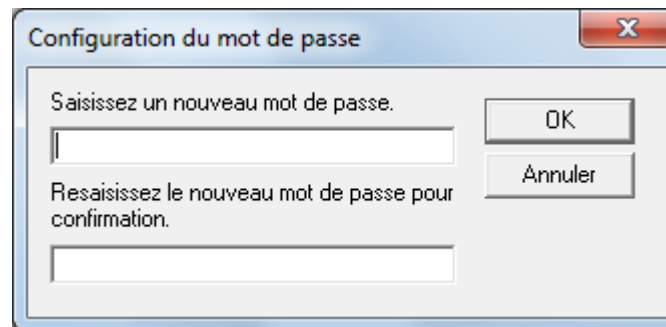 Configuration du mot de passe
Saisissez un nouveau mot de passe.
OK
Annuler
Resaisissez le nouveau mot de passe pour
confirmation.